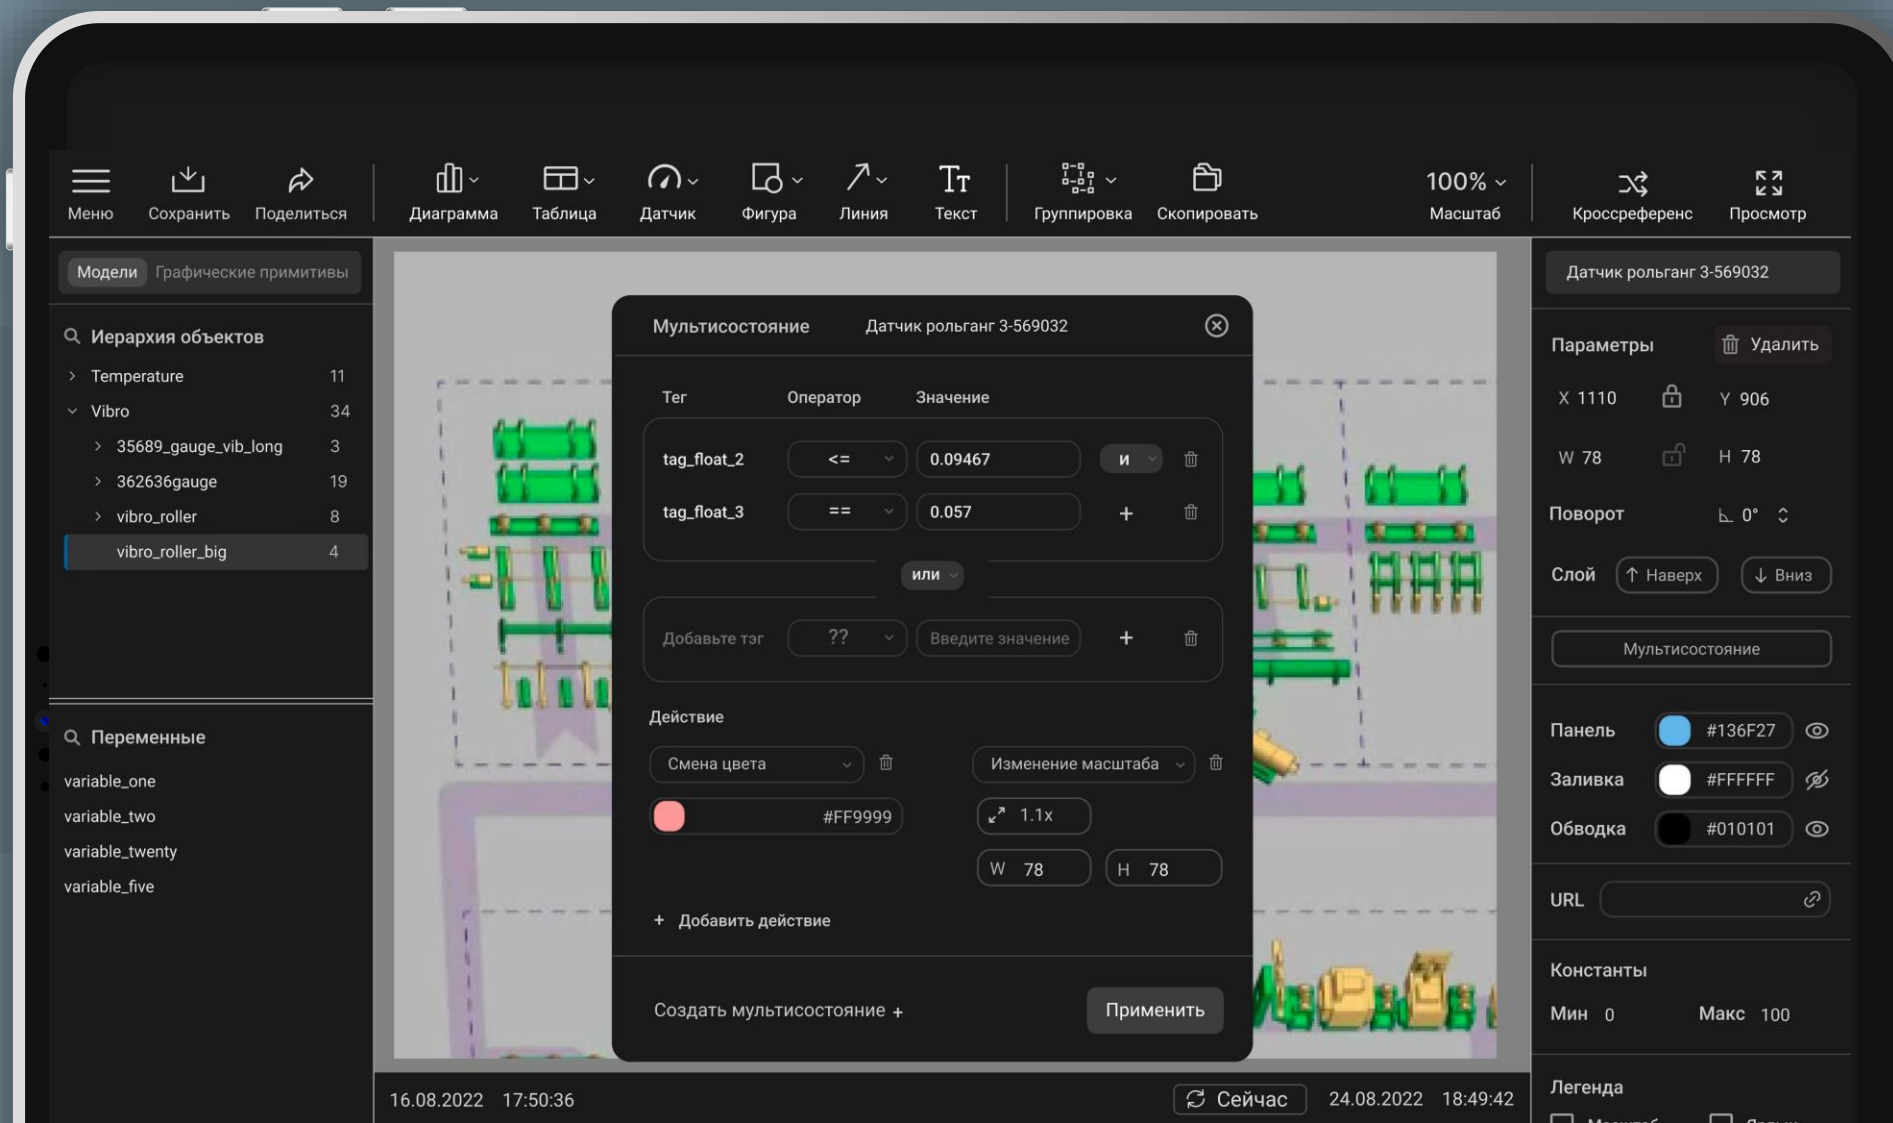 Меню Сохранить Поделиться Диаграмма Таблица Датчик Фигура Линия Tт Текст Группировка Скопировать 100% Масштаб Кроссреференс Просмотр
Модели Графические примитивы
Иерархия объектов
Temperature 11
Vibro 34
35689_gauge_vib_long 3
362636gauge 19
vibro_roller 8
vibro_roller_big 4
Переменные
variable_one
variable_two
variable_twenty
variable_five
Мультисостояние Датчик рольганг 3-569032
Тег Оператор Значение
tag_float_2 <= 0.09467 и
tag_float_3 == 0.057 +
или
Добавьте тэг ?? Введите значение +
Действие
Смена цвета Изменение масштаба
#FF9999 1.1x
W 78 H 78
+ Добавить действие
Создать мультисостояние + Применить
16.08.2022 17:50:36 Сейчас 24.08.2022 18:49:42
Датчик рольганг 3-569032
Параметры Удалить
X 1110 Y 906
W 78 H 78
Поворот 0°
Слой ↑ Наверх ↓ Вниз
Мультисостояние
Панель #136F27
Заливка #FFFFFF
Обводка #010101
URL
Константы
Мин 0 Макс 100
Легенда